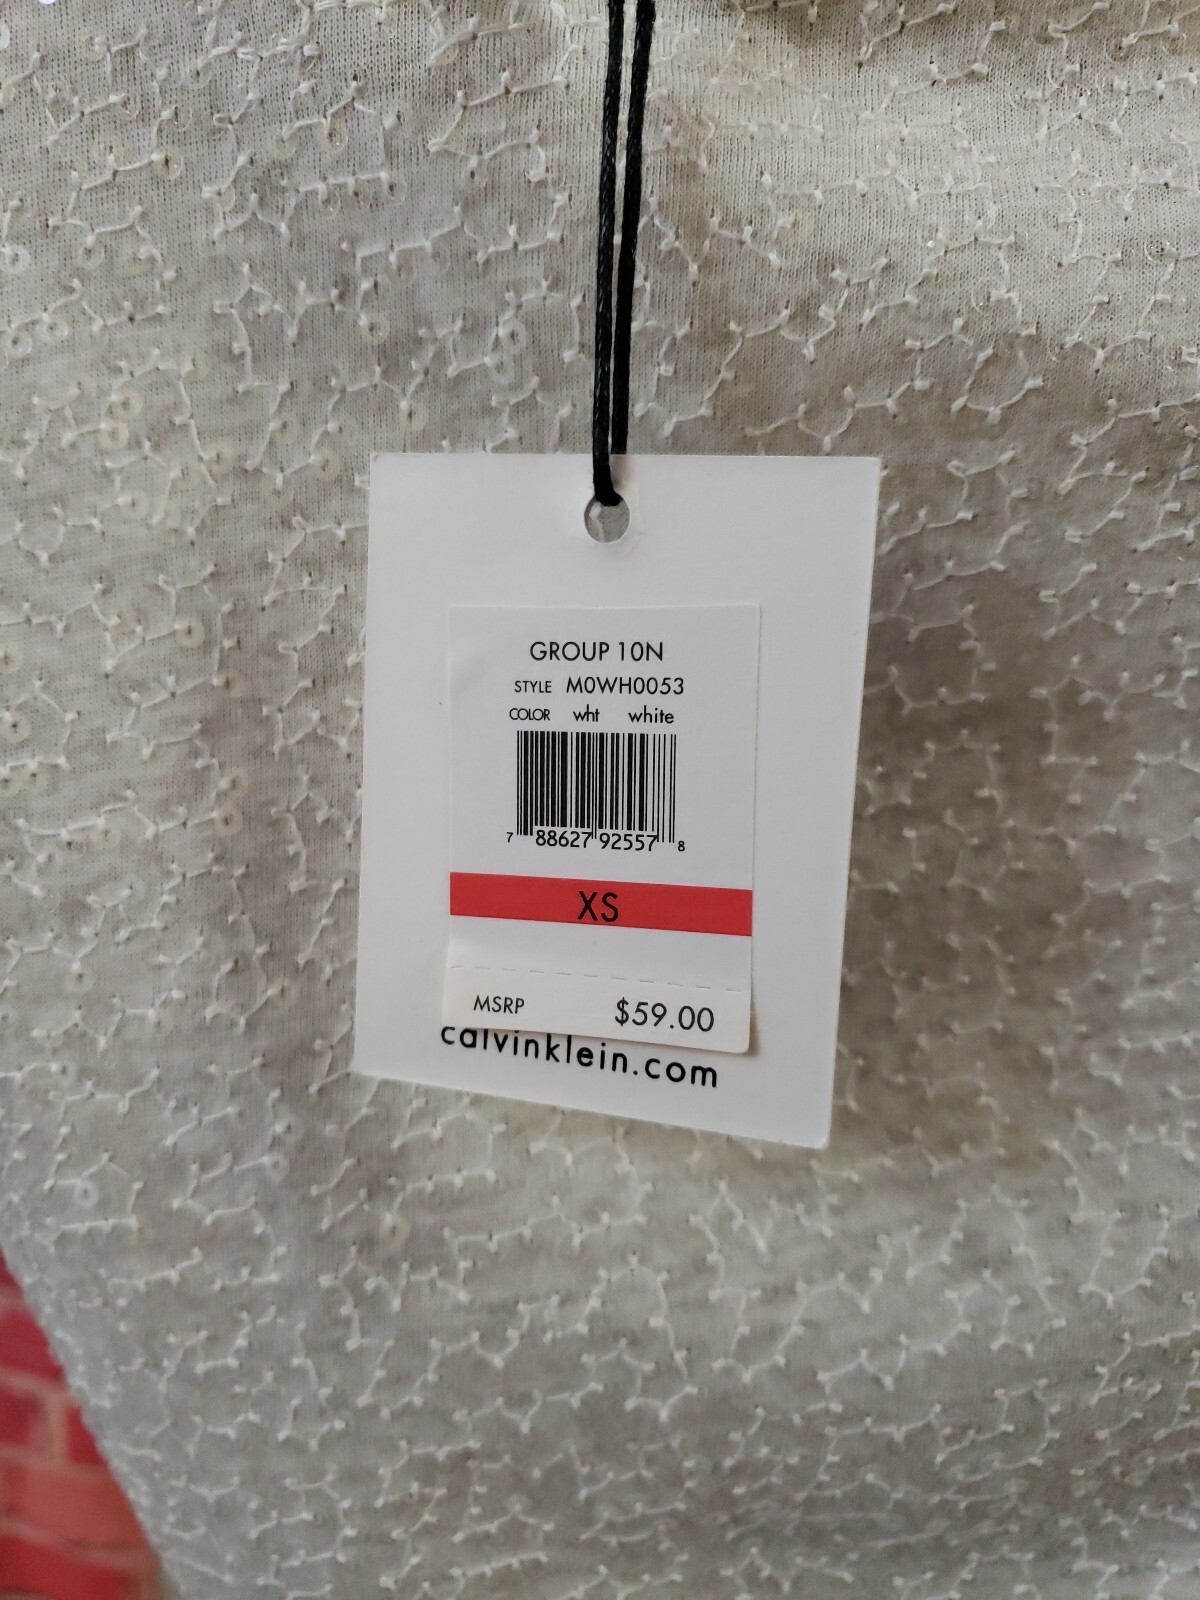 GROUP 10N
STYLE M0WH0053
COLOR wht white
7 88627 92557 8
XS
MSRP $59.00
calvinklein.com